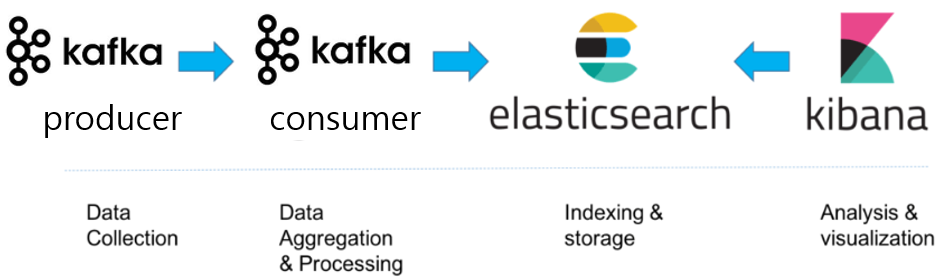 kafka
producer
kafka
consumer
elasticsearch
kibana
Data
Collection
Data
Aggregation
& Processing
Indexing &
storage
Analysis &
visualization